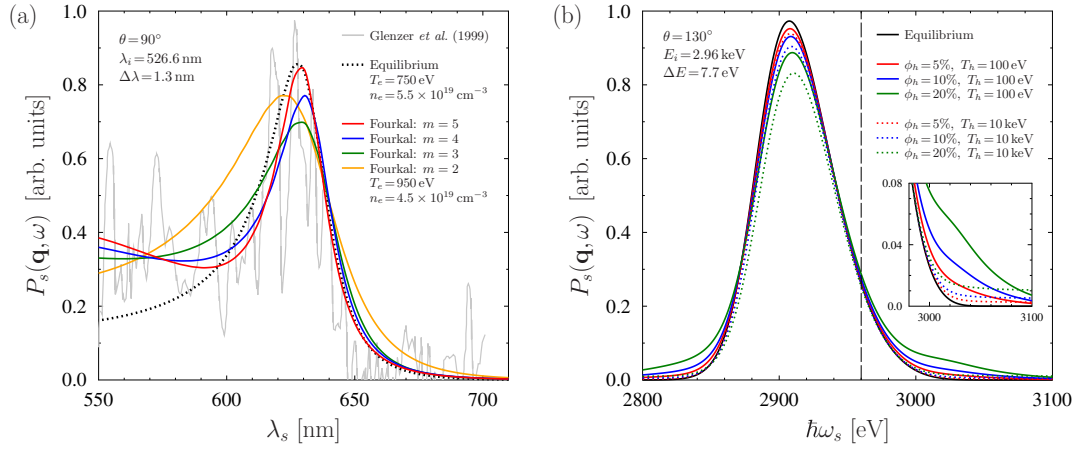 (a)
θ=90°
λᵢ=526.6 nm
Δλ=1.3 nm
Glenzer et al. (1999)
Equilibrium
Tₑ=750 eV
nₑ=5.5 × 10¹⁹ cm⁻³
Fourkal: m=5
Fourkal: m=4
Fourkal: m=3
Fourkal: m=2
Tₑ=950 eV
nₑ=4.5 × 10¹⁹ cm⁻³
Pₛ(q, ω) [arb. units]
1.0
0.8
0.6
0.4
0.2
0.0
550
600
650
700
λₛ [nm]
(b)
θ=130°
Eᵢ=2.96 keV
ΔE=7.7 eV
Equilibrium
ϕₕ=5%, Tₕ=100 eV
ϕₕ=10%, Tₕ=100 eV
ϕₕ=20%, Tₕ=100 eV
ϕₕ=5%, Tₕ=10 keV
ϕₕ=10%, Tₕ=10 keV
ϕₕ=20%, Tₕ=10 keV
0.08
0.04
0.0
3000
3100
Pₛ(q, ω) [arb. units]
1.0
0.8
0.6
0.4
0.2
0.0
2800
2900
3000
3100
ℏωₛ [eV]